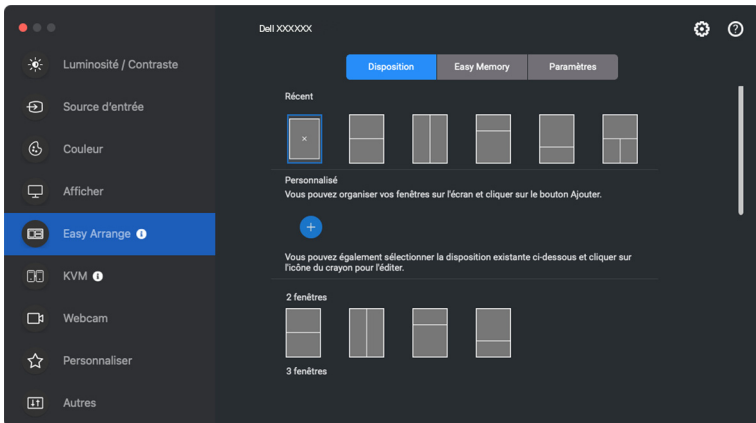 Dell XXXXXX
Luminosité / Contraste
Source d'entrée
Couleur
Afficher
Easy Arrange
KVM
Webcam
Personnaliser
Autres
Disposition
Easy Memory
Paramètres
Récent
Personnalisé
Vous pouvez organiser vos fenêtres sur l'écran et cliquer sur le bouton Ajouter.
Vous pouvez également sélectionner la disposition existante ci-dessous et cliquer sur
l'icône du crayon pour l'éditer.
2 fenêtres
3 fenêtres